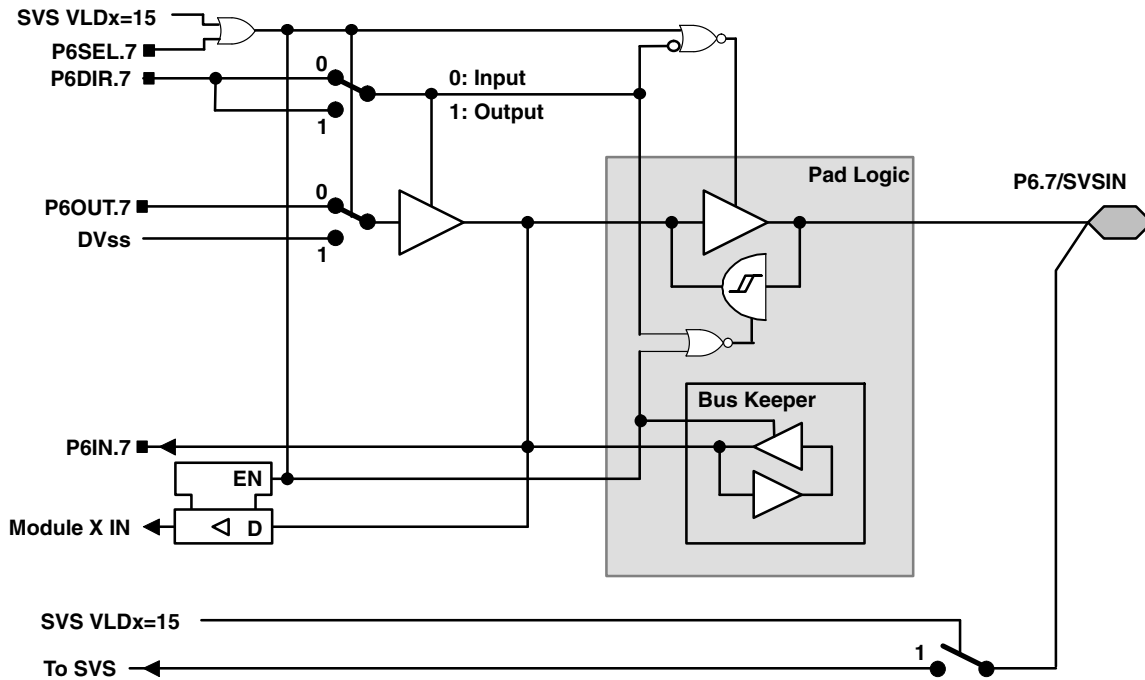 SVS VLDx=15
P6SEL.7
P6DIR.7
0
1
0: Input
1: Output
Pad Logic
P6.7/SVSIN
P6OUT.7
0
DVss
1
Bus Keeper
P6IN.7
EN
Module X IN
D
SVS VLDx=15
1
To SVS